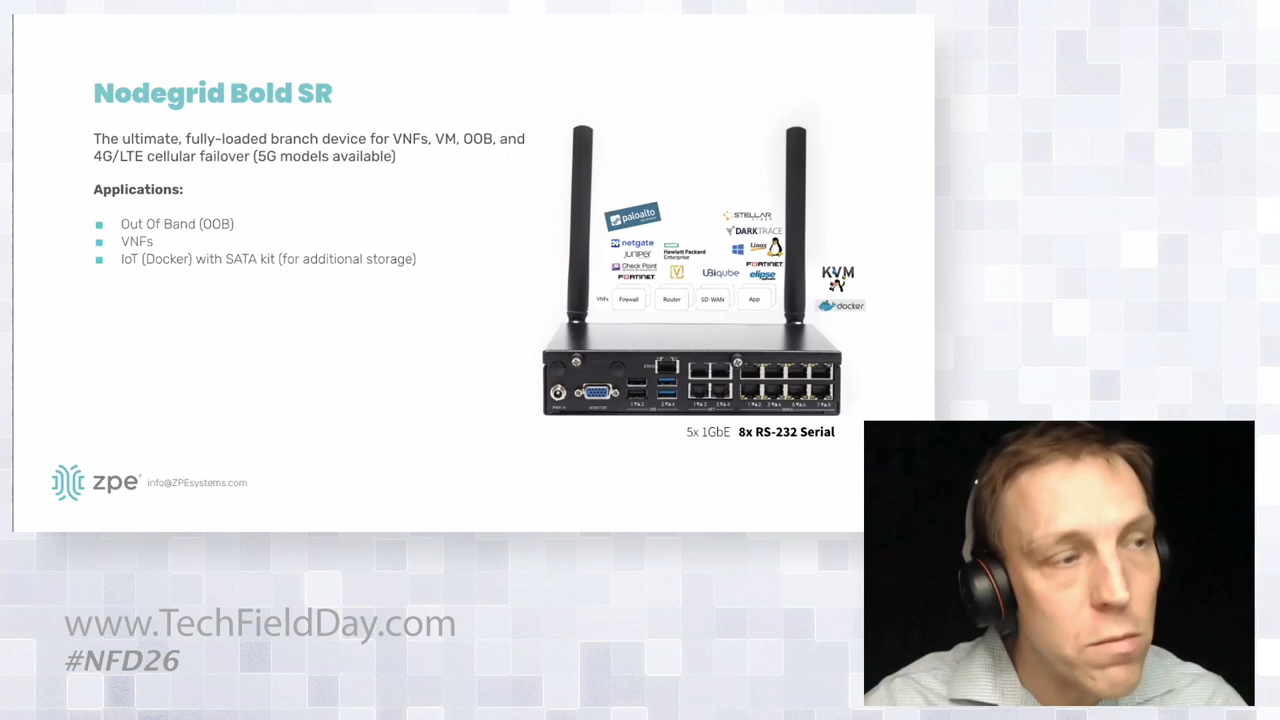 Nodegrid Bold SR
The ultimate, fully-loaded branch device for VNFs, VM, OOB, and
4G/LTE cellular failover (5G models available)
Applications:
Out Of Band (OOB)
VNFs
IoT (Docker) with SATA kit (for additional storage)
paloalto
STELLAR
DARKTRACE
netgate
Hewlett Packard
Enterprise
Linux
JUNIPER
Check Point
FORTINET
UBiqube
FORTINET
elipse
KVM
VNFs
Firewall
Router
SD-WAN
App
docker
MONITOR
5x 1GbE 8x RS-232 Serial
zpe
info@ZPEsystems.com
www.TechFieldDay.com
#NFD26